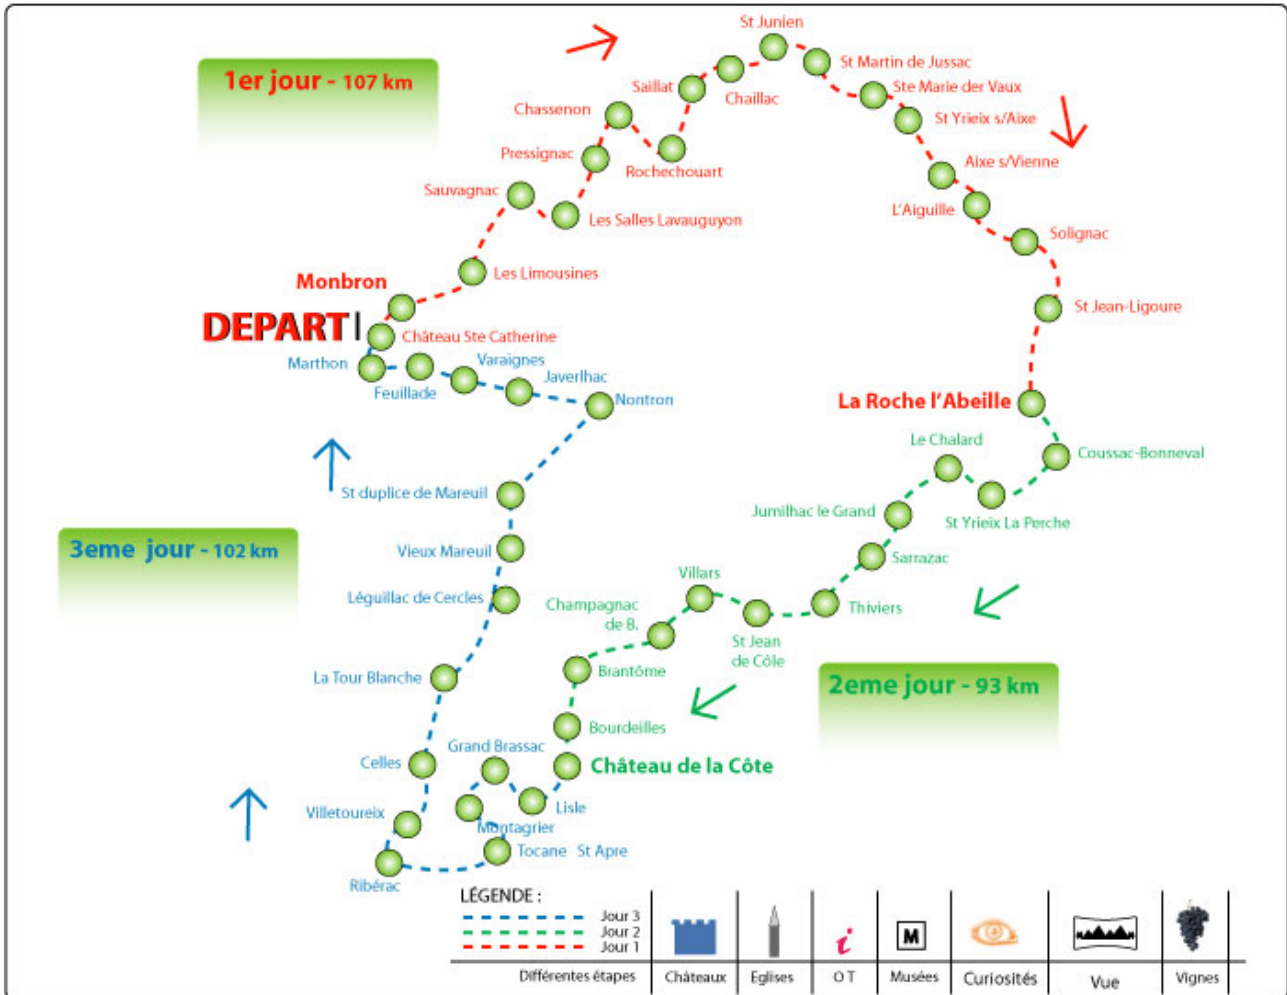 1er jour - 107 km
St Junien
St Martin de Jussac
Saillat
Chaillac
Ste Marie der Vaux
Chassenon
St Yrieix s/Aixe
Pressignac
Rochechouart
Aixe s/Vienne
Sauvagnac
Les Salles Lavauguyon
L'Aiguille
Solignac
Les Limousines
Monbron
St Jean-Ligoure
DEPART
Château Ste Catherine
Marthon
Varaignes
Javerlhac
Feuillade
Nontron
La Roche l'Abeille
Le Chalard
Coussac-Bonneval
St duplice de Mareuil
Jumilhac le Grand
St Yrieix La Perche
3eme jour - 102 km
Vieux Mareuil
Sarrazac
Villars
Léguillac de Cercles
Champagnac
de B.
Thiviers
St Jean
de Côle
La Tour Blanche
Brantôme
2eme jour - 93 km
Bourdeilles
Grand Brassac
Celles
Château de la Côte
Villetoureix
Lisle
Montagrier
Tocane St Apre
Ribérac
LÉGENDE :
Jour 3
Jour 2
Jour 1
i
M
Différentes étapes
Châteaux
Eglises
O T
Musées
Curiosités
Vue
Vignes